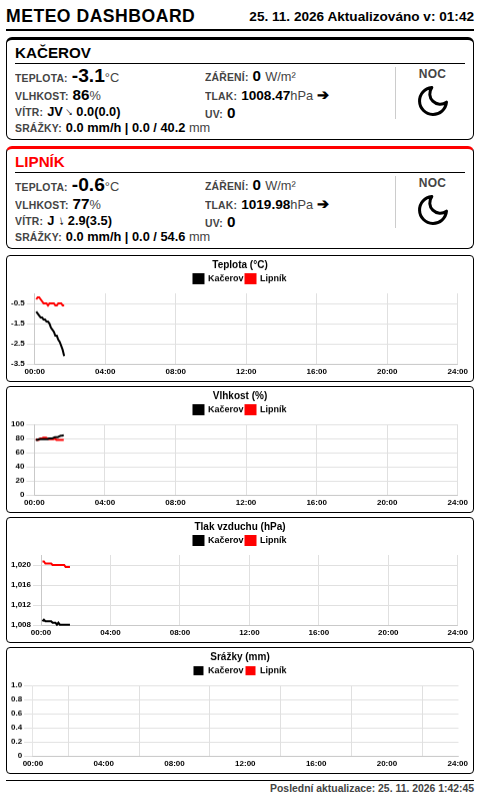 METEO DASHBOARD 25. 11. 2026 Aktualizováno v: 01:42
KAČEROV
TEPLOTA: -3.1°C ZÁŘENÍ: 0 W/m² NOC
VLHKOST: 86% TLAK: 1008.47hPa ➔
VÍTR: JV → 0.0(0.0) UV: 0
SRÁŽKY: 0.0 mm/h | 0.0 / 40.2 mm
LIPNÍK
TEPLOTA: -0.6°C ZÁŘENÍ: 0 W/m² NOC
VLHKOST: 77% TLAK: 1019.98hPa ➔
VÍTR: J → 2.9(3.5) UV: 0
SRÁŽKY: 0.0 mm/h | 0.0 / 54.6 mm
Teplota (°C)
Kačerov Lipník
-0.5
-1.5
-2.5
-3.5
00:00 04:00 08:00 12:00 16:00 20:00 24:00
Vlhkost (%)
Kačerov Lipník
100
80
60
40
20
0
00:00 04:00 08:00 12:00 16:00 20:00 24:00
Tlak vzduchu (hPa)
Kačerov Lipník
1,020
1,016
1,012
1,008
00:00 04:00 08:00 12:00 16:00 20:00 24:00
Srážky (mm)
Kačerov Lipník
1.0
0.8
0.6
0.4
0.2
0
00:00 04:00 08:00 12:00 16:00 20:00 24:00
Poslední aktualizace: 25. 11. 2026 1:42:45